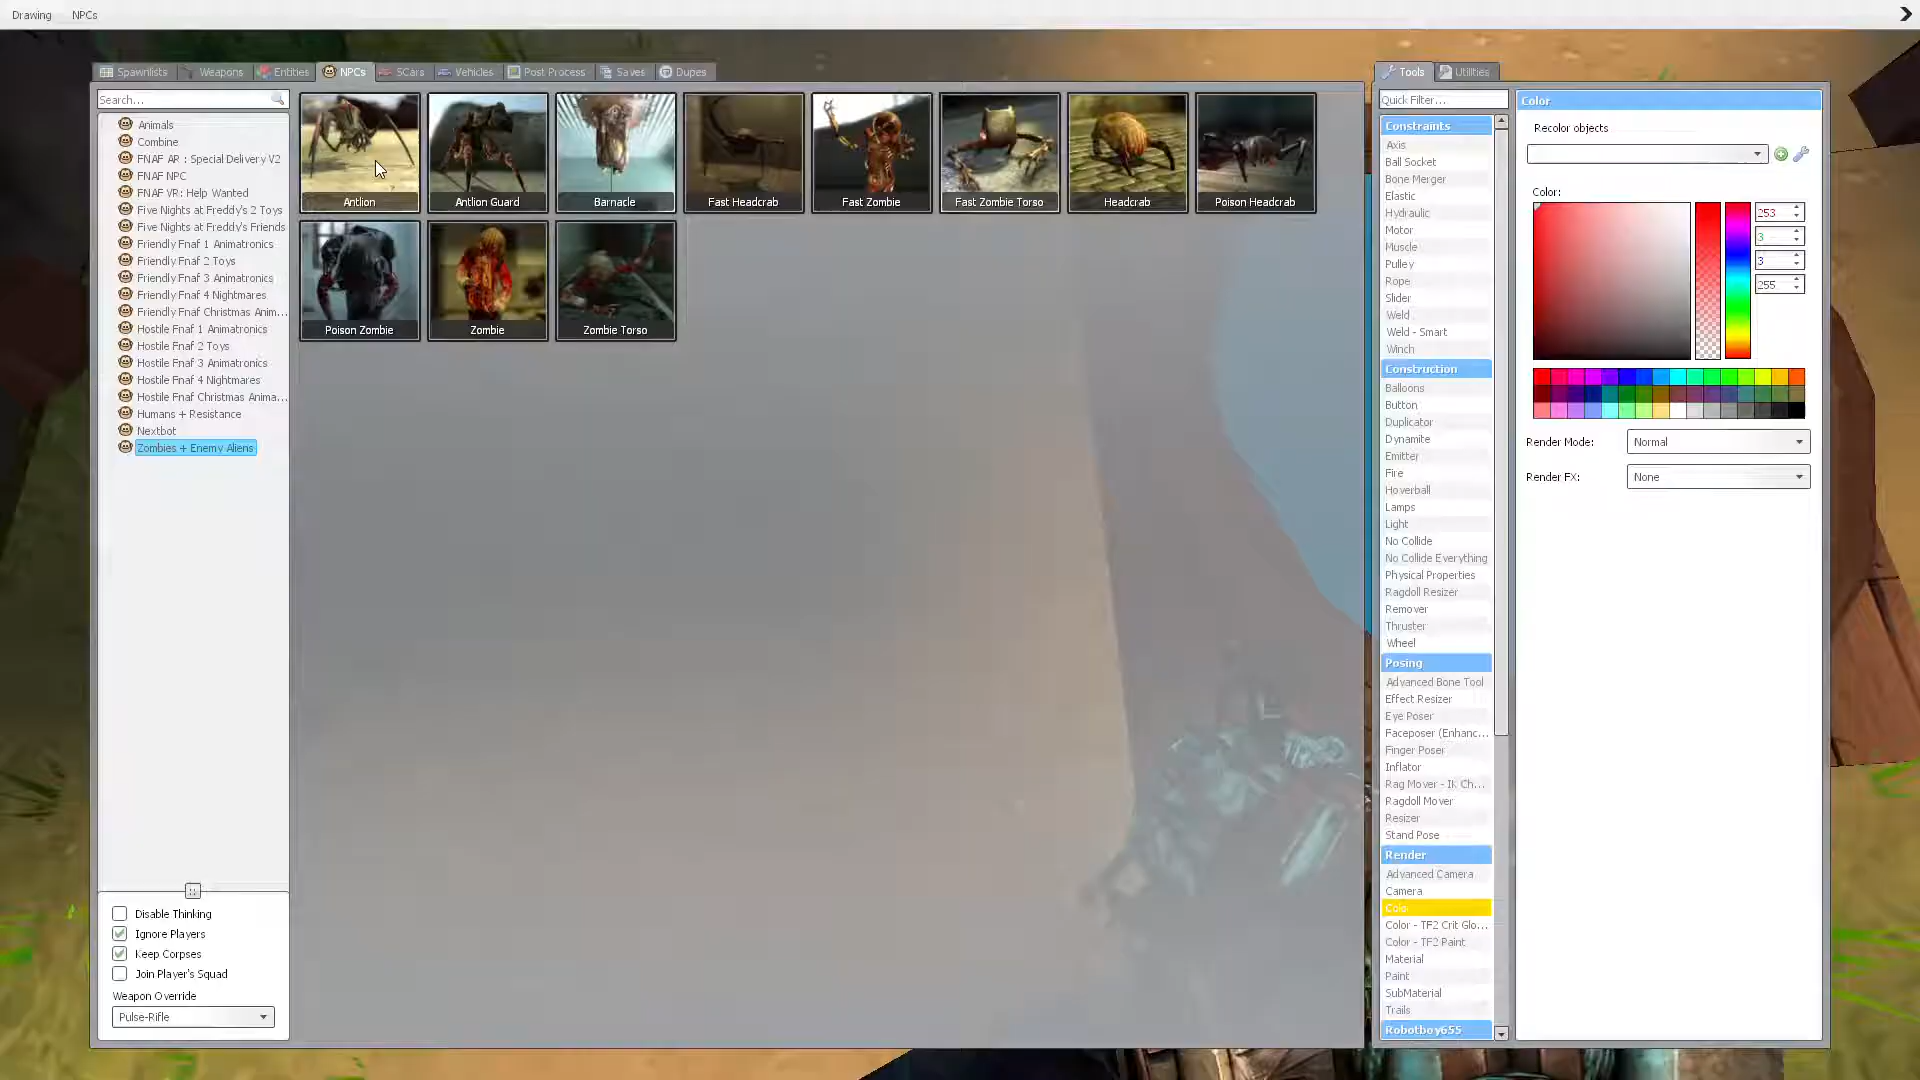 Drawing NPCs
Spawnlists Weapons Entities NPCs SCars Vehicles Post Process Saves Dupes
Search...
Animals
Combine
FNAF AR : Special Delivery V2
FNAF NPC
FNAF VR: Help Wanted
Five Nights at Freddy's 2 Toys
Five Nights at Freddy's Friends
Friendly Fnaf 1 Animatronics
Friendly Fnaf 2 Toys
Friendly Fnaf 3 Animatronics
Friendly Fnaf 4 Nightmares
Friendly Fnaf Christmas Anim...
Hostile Fnaf 1 Animatronics
Hostile Fnaf 2 Toys
Hostile Fnaf 3 Animatronics
Hostile Fnaf 4 Nightmares
Hostile Fnaf Christmas Anima...
Humans + Resistance
Nextbot
Zombies + Enemy Aliens
Disable Thinking
Ignore Players
Keep Corpses
Join Player's Squad
Weapon Override
Pulse-Rifle
Antlion Antlion Guard Barnacle Fast Headcrab Fast Zombie Fast Zombie Torso Headcrab Poison Headcrab
Poison Zombie Zombie Zombie Torso
Tools Utilities
Quick Filter...
Constraints
Axis
Ball Socket
Bone Merger
Elastic
Hydraulic
Motor
Muscle
Pulley
Rope
Slider
Weld
Weld - Smart
Winch
Construction
Balloons
Button
Duplicator
Dynamite
Emitter
Fire
Hoverball
Lamps
Light
No Collide
No Collide Everything
Physical Properties
Ragdoll Resizer
Remover
Thruster
Wheel
Posing
Advanced Bone Tool
Effect Resizer
Eye Poser
Faceposer (Enhanc...
Finger Poser
Inflator
Rag Mover - IK Ch...
Ragdoll Mover
Resizer
Stand Pose
Render
Advanced Camera
Camera
Color
Color - TF2 Crit Glo...
Color - TF2 Paint
Material
Paint
SubMaterial
Trails
Robotboy655
Color
Recolor objects
Color:
253
3
3
255
Render Mode: Normal
Render FX: None